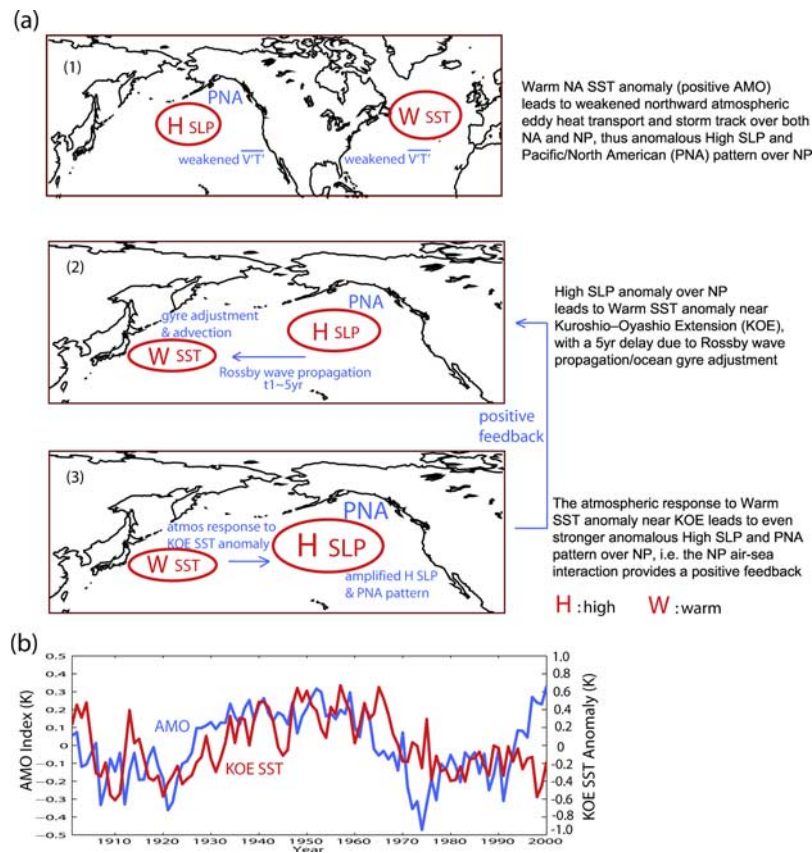 (a)
(1)
PNA
H SLP
W SST
weakened V'T'
weakened V'T'
Warm NA SST anomaly (positive AMO)
leads to weakened northward atmospheric
eddy heat transport and storm track over both
NA and NP, thus anomalous High SLP and
Pacific/North American (PNA) pattern over NP
(2)
PNA
gyre adjustment
& advection
H SLP
W SST
Rossby wave propagation
t1~5yr
High SLP anomaly over NP
leads to Warm SST anomaly near
Kuroshio–Oyashio Extension (KOE),
with a 5yr delay due to Rossby wave
propagation/ocean gyre adjustment
positive
feedback
(3)
PNA
atmos response to
KOE SST anomaly
H SLP
W SST
amplified H SLP
& PNA pattern
The atmospheric response to Warm
SST anomaly near KOE leads to even
stronger anomalous High SLP and PNA
pattern over NP, i.e. the NP air-sea
interaction provides a positive feedback
H :high W :warm
(b)
AMO Index (K)
0.5
0.4
0.3
0.2
0.1
0
−0.1
−0.2
−0.3
−0.4
−0.5
AMO
KOE SST
1.0
0.8
0.6
0.4
0.2
0
-0.2
-0.4
-0.6
-0.8
-1.0
KOE SST Anomaly (K)
1910 1920 1930 1940 1950 1960 1970 1980 1990 2000
Year